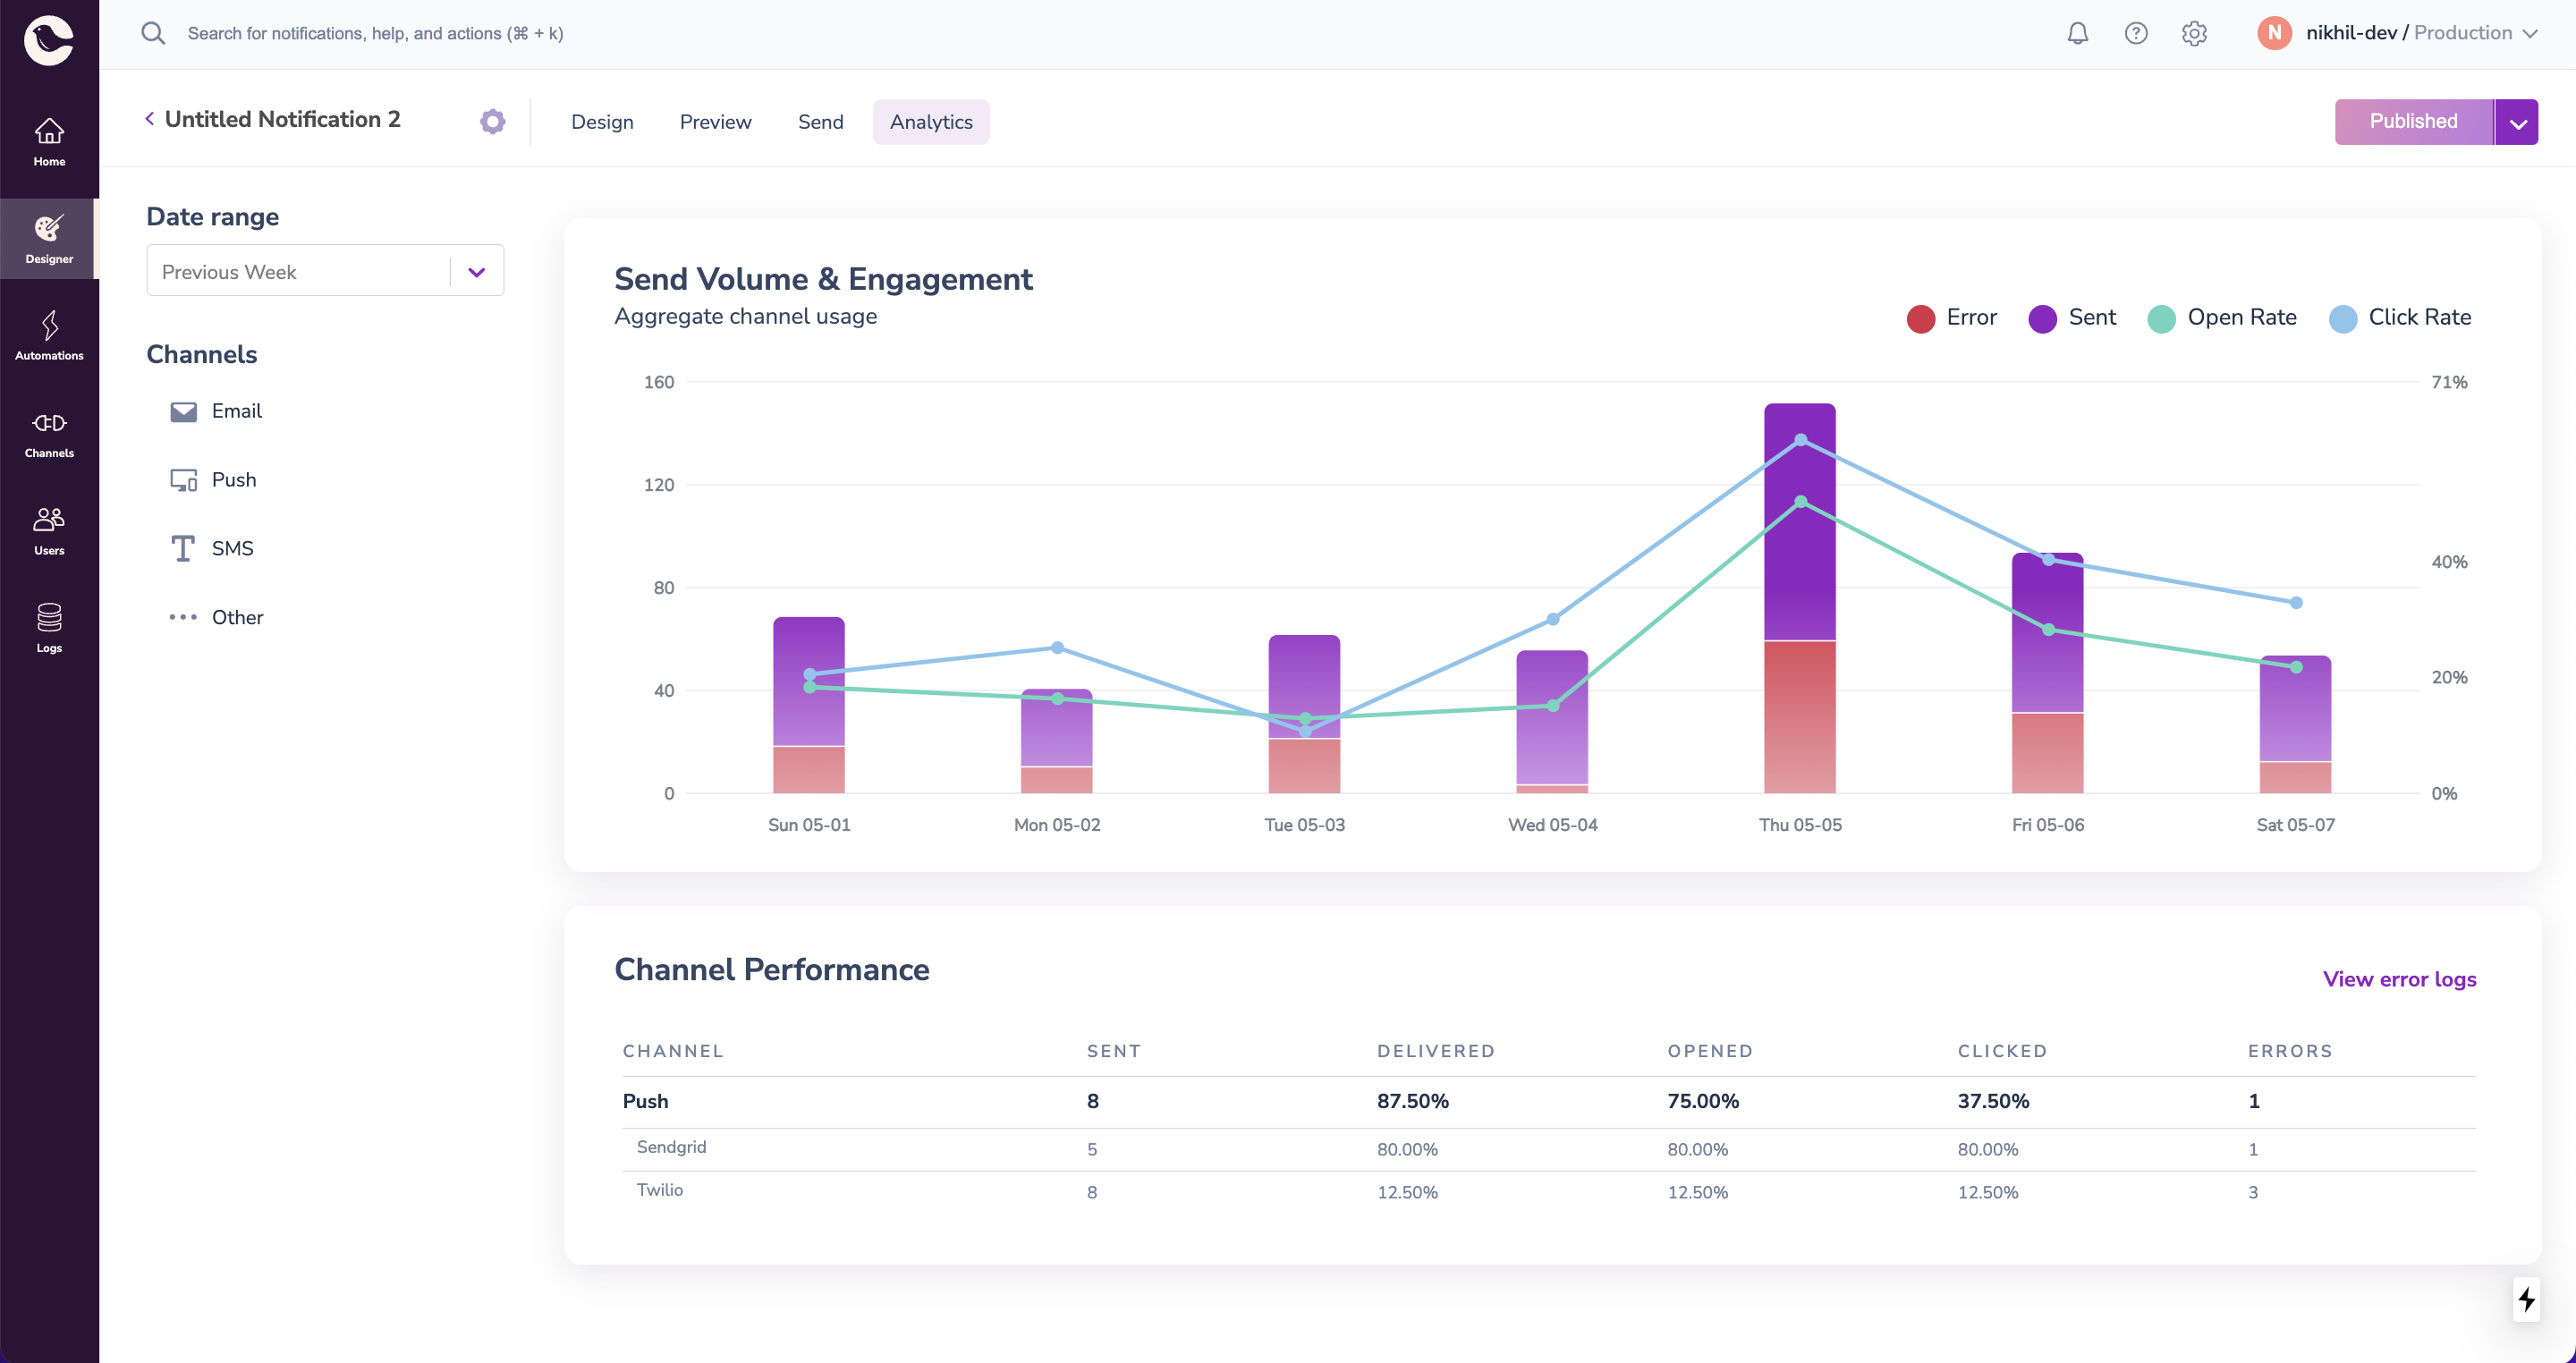 Search for notifications, help, and actions (⌘ + k)
N nikhil-dev / Production
Home
Designer
Automations
Channels
Users
Logs
Untitled Notification 2
Design Preview Send Analytics
Published
Date range
Previous Week
Channels
Email
Push
SMS
Other
Send Volume & Engagement
Aggregate channel usage
Error Sent Open Rate Click Rate
160 71%
120
80 40%
40 20%
0 0%
Sun 05-01 Mon 05-02 Tue 05-03 Wed 05-04 Thu 05-05 Fri 05-06 Sat 05-07
Channel Performance
View error logs
CHANNEL SENT DELIVERED OPENED CLICKED ERRORS
Push 8 87.50% 75.00% 37.50% 1
Sendgrid 5 80.00% 80.00% 80.00% 1
Twilio 8 12.50% 12.50% 12.50% 3